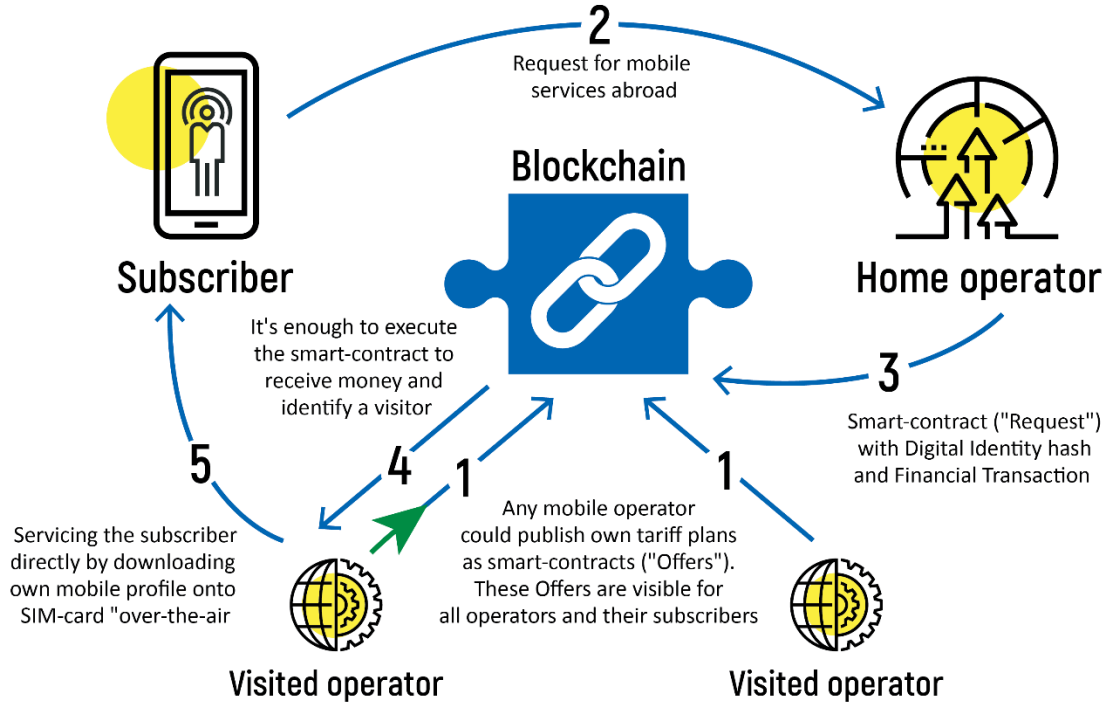 2
Request for mobile
services abroad
Blockchain
Subscriber
Home operator
It's enough to execute
the smart-contract to
receive money and
identify a visitor
3
Smart-contract ("Request")
with Digital Identity hash
and Financial Transaction
5
4
1
1
Servicing the subscriber
directly by downloading
own mobile profile onto
SIM-card "over-the-air
Any mobile operator
could publish own tariff plans
as smart-contracts ("Offers").
These Offers are visible for
all operators and their subscribers
Visited operator
Visited operator